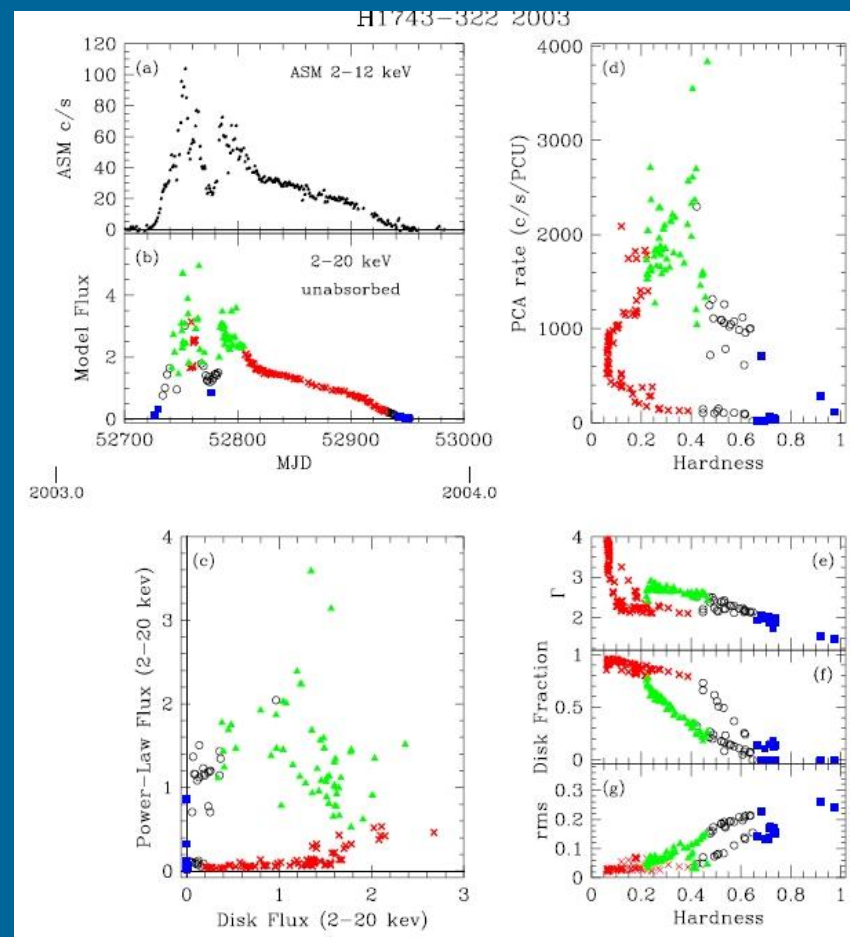 H1743−322 2003
(a)
ASM 2−12 keV
ASM c/s
120
100
80
60
40
20
0
(b)
2−20 keV
unabsorbed
Model Flux
4
2
0
52700 52800 52900 53000
MJD
2003.0 2004.0
(d)
PCA rate (c/s/PCU)
4000
3000
2000
1000
0
0 0.2 0.4 0.6 0.8 1
Hardness
(c)
Power−Law Flux (2−20 kev)
4
3
2
1
0
0 1 2 3
Disk Flux (2−20 kev)
(e)
Γ
4
3
2
(f)
Disk Fraction
1
0.5
0
(g)
rms
0.3
0.2
0.1
0
0 0.2 0.4 0.6 0.8 1
Hardness